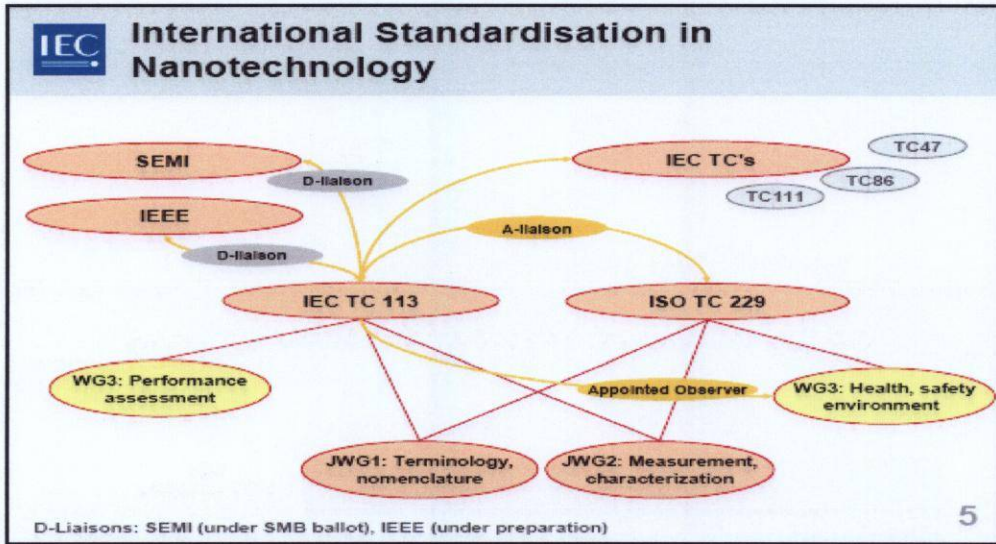 IEC
International Standardisation in
Nanotechnology
SEMI
D-liaison
IEEE
D-liaison
IEC TC's
TC47
TC86
TC111
A-liaison
IEC TC 113
ISO TC 229
WG3: Performance
assessment
Appointed Observer
WG3: Health, safety
environment
JWG1: Terminology,
nomenclature
JWG2: Measurement,
characterization
D-Liaisons: SEMI (under SMB ballot), IEEE (under preparation)
5